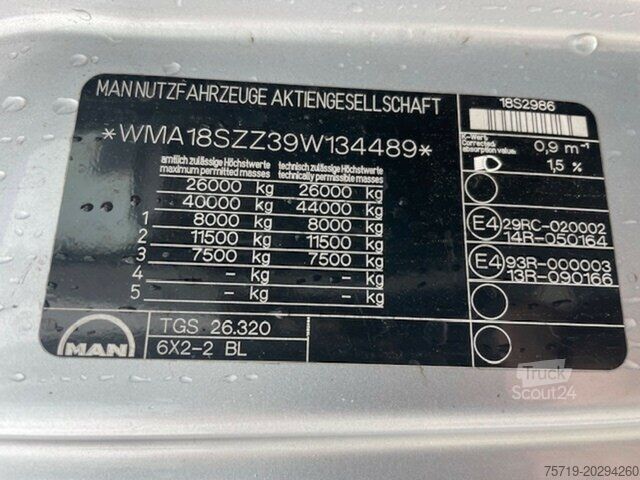 MAN NUTZFAHRZEUGE AKTIENGESELLSCHAFT
*WMA18SZZ39W134489*
amtlich zulässige Höchstwerte technisch zulässige Höchstwerte
maximum permitted masses technically permissible masses
26000 kg 26000 kg
40000 kg 44000 kg
1 8000 kg 8000 kg
2 11500 kg 11500 kg
3 7500 kg 7500 kg
4 - kg - kg
5 - kg - kg
MAN
TGS 26.320
6X2-2 BL
18S2986
K-Wert:
Corrected
absorption value:
0,9 m-1
1,5 %
E4 29RC-020002
14R-050164
E4 93R-000003
13R-090166
Truck
Scout24
75719-20294260